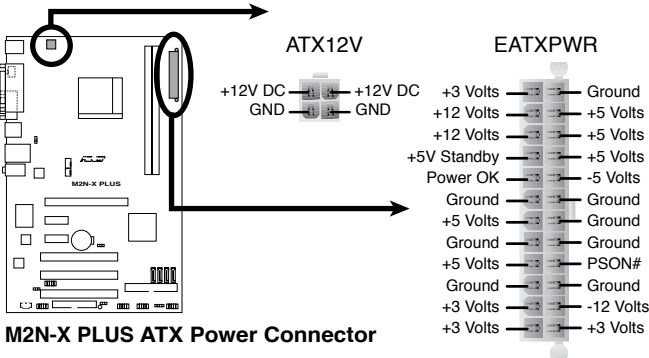 ATX12V
EATXPWR
+12V DC +12V DC
GND GND
+3 Volts Ground
+12 Volts +5 Volts
+12 Volts +5 Volts
+5V Standby +5 Volts
Power OK -5 Volts
Ground Ground
+5 Volts Ground
Ground Ground
+5 Volts PSON#
Ground Ground
+3 Volts -12 Volts
+3 Volts +3 Volts
ASUS
M2N-X PLUS
M2N-X PLUS ATX Power Connector